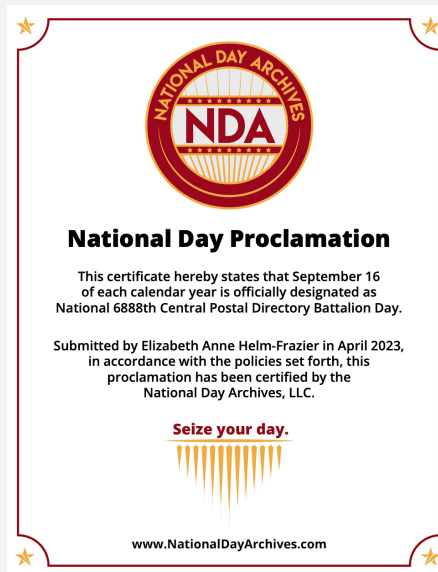 NATIONAL DAY ARCHIVES
NDA
National Day Proclamation
This certificate hereby states that September 16
of each calendar year is officially designated as
National 6888th Central Postal Directory Battalion Day.
Submitted by Elizabeth Anne Helm-Frazier in April 2023,
in accordance with the policies set forth, this
proclamation has been certified by the
National Day Archives, LLC.
Seize your day.
www.NationalDayArchives.com